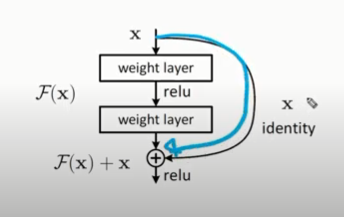 x
weight layer
relu
F(x)
weight layer
x
identity
F(x) + x
relu